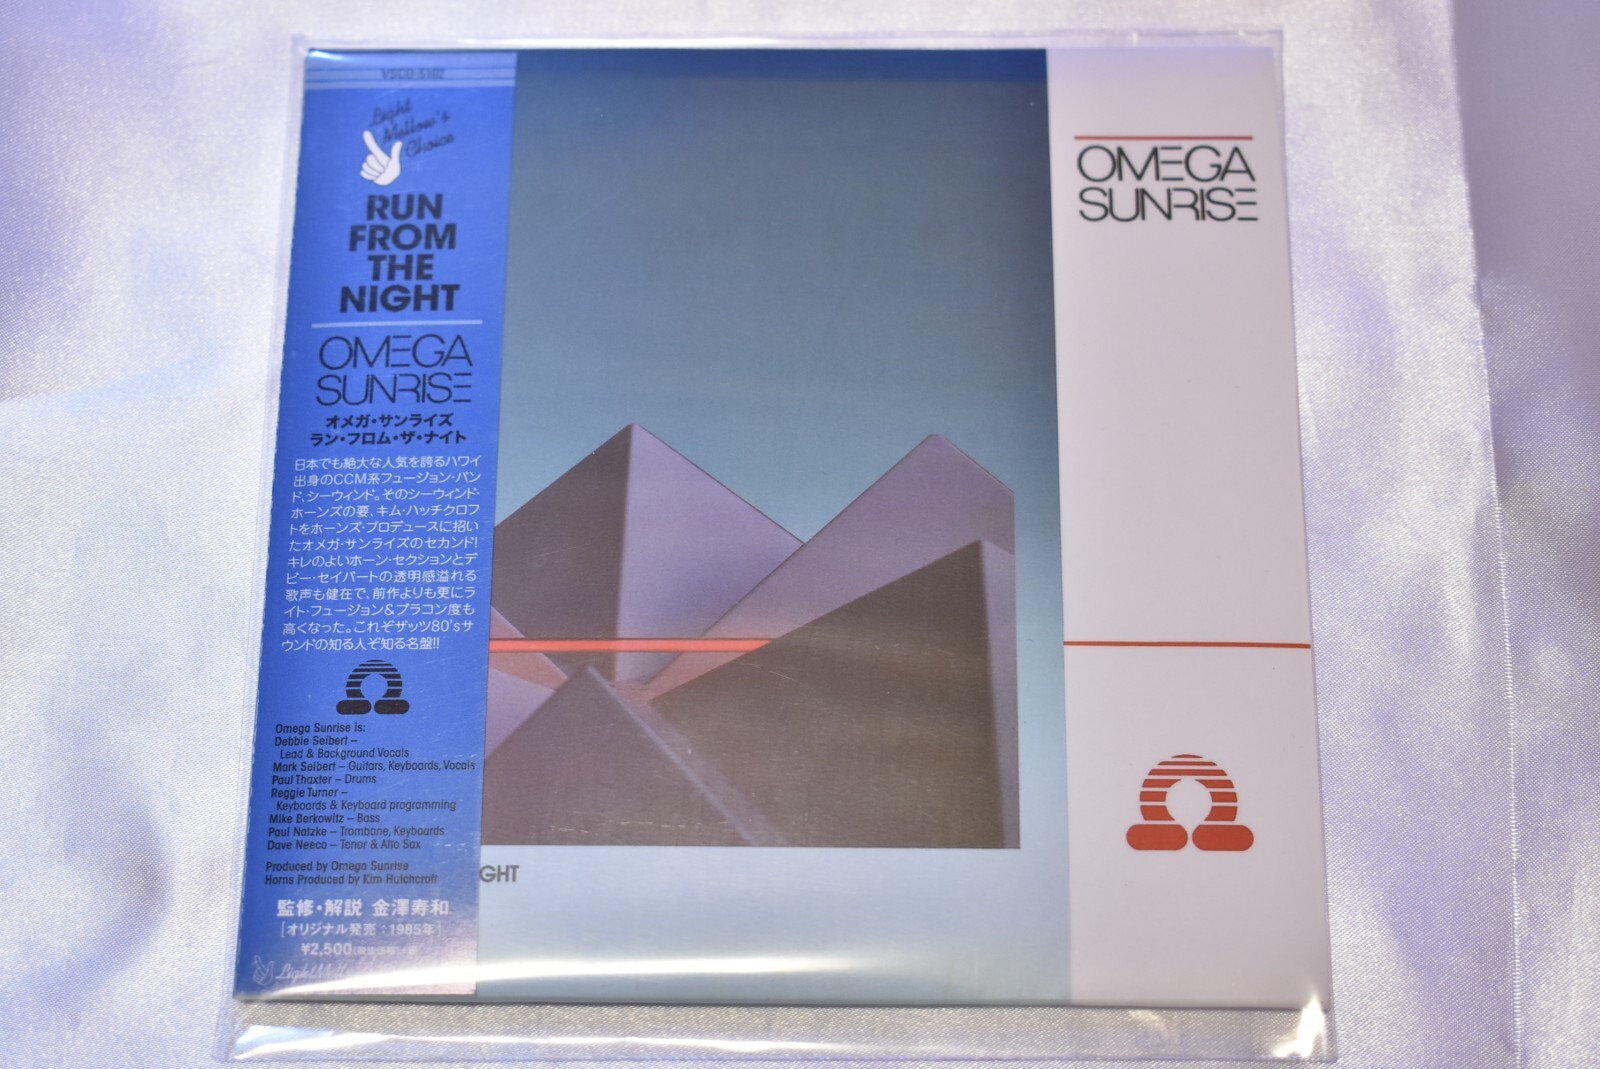 VSCD-5102
Light
Mellow's
Choice
RUN
FROM
THE
NIGHT
OMEGA
SUNRISE
オメガ・サンライズ
ラン・フロム・ザ・ナイト
日本でも絶大な人気を誇るハワイ
出身のCCM系フュージョン・バン
ド、シーウィンド。そのシーウィンド・
ホーンズの要、キム・ハッチクロフ
トをホーンズ・プロデュースに招い
たオメガ・サンライズのセカンド!
キレのよいホーン・セクションとデ
ビー・セイバートの透明感溢れる
歌声も健在で、前作よりも更にラ
イト・フュージョン&ブラコン度も
高くなった。これぞザッツ80'sサ
ウンドの知る人ぞ知る名盤!!
Omega Sunrise is:
Debbie Seibert –
Lead & Background Vocals
Mark Seibert – Guitars, Keyboards, Vocals
Paul Thaxter – Drums
Reggie Turner –
Keyboards & Keyboard programming
Mike Berkowitz – Bass
Paul Natzke – Trombone, Keyboards
Dave Neeco – Tenor & Alto Sax
Produced by Omega Sunrise
Horns Produced by Kim Hutchcroft
監修・解説 金澤寿和
[オリジナル発売:1985年]
¥2,500
GHT
OMEGA
SUNRISE